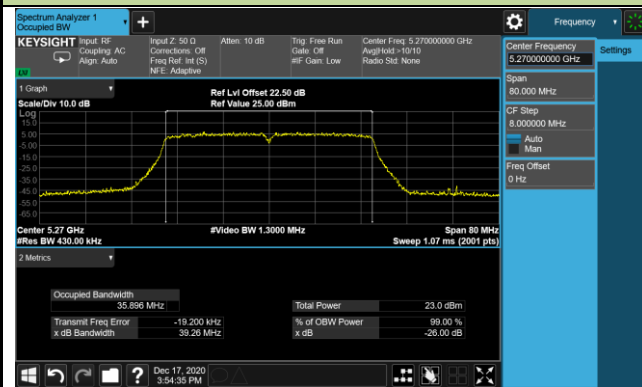 Spectrum Analyzer 1
Occupied BW
Frequency
KEYSIGHT
Input: RF
Coupling: AC
Align: Auto
Input Z: 50 Ω
Corrections: Off
Freq Ref: Int (S)
NFE: Adaptive
Atten: 10 dB
Trig: Free Run
Gate: Off
#IF Gain: Low
Center Freq: 5.270000000 GHz
Avg|Hold:>10/10
Radio Std: None
Center Frequency
5.270000000 GHz
Settings
Span
80.000 MHz
CF Step
8.000000 MHz
Auto
Man
Freq Offset
0 Hz
1 Graph
Scale/Div 10.0 dB
Ref Lvl Offset 22.50 dB
Ref Value 25.00 dBm
Log
15.0
5.00
-5.00
-15.0
-25.0
-35.0
-45.0
-55.0
-65.0
Center 5.27 GHz
#Video BW 1.3000 MHz
Span 80 MHz
#Res BW 430.00 kHz
Sweep 1.07 ms (2001 pts)
2 Metrics
Occupied Bandwidth
35.896 MHz
Total Power 23.0 dBm
Transmit Freq Error -19.200 kHz
% of OBW Power 99.00 %
x dB Bandwidth 39.26 MHz
x dB -26.00 dB
Dec 17, 2020
3:54:35 PM